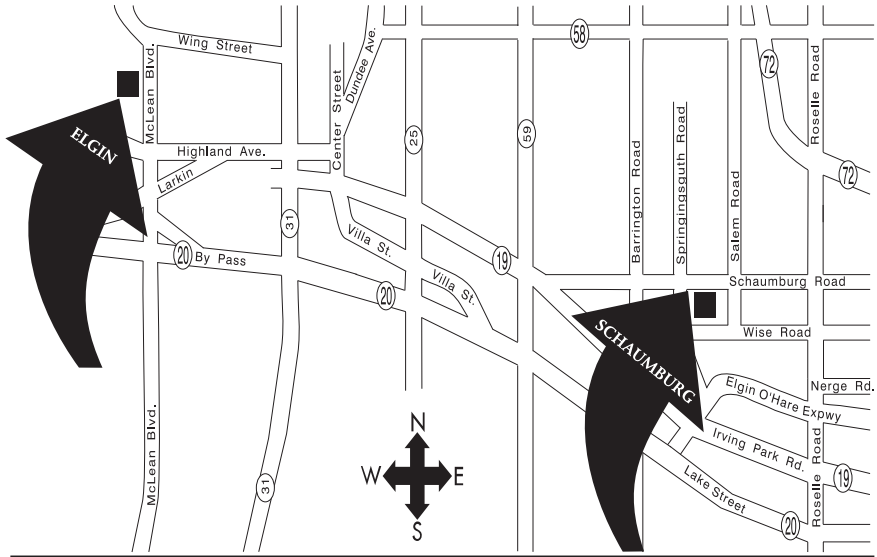 Wing Street
McLean Blvd.
ELGIN
Highland Ave.
Larkin
Center Street
Dundee Ave.
58
72
Roselle Road
25
59
Barrington Road
Springingsguth Road
Salem Road
72
31
20
By Pass
Villa St.
19
Villa St.
20
Schaumburg Road
SCHAUMBURG
Wise Road
Nerge Rd.
Elgin O'Hare Expwy
Irving Park Rd.
19
Roselle Road
Lake Street
20
McLean Blvd.
31
N
W
E
S